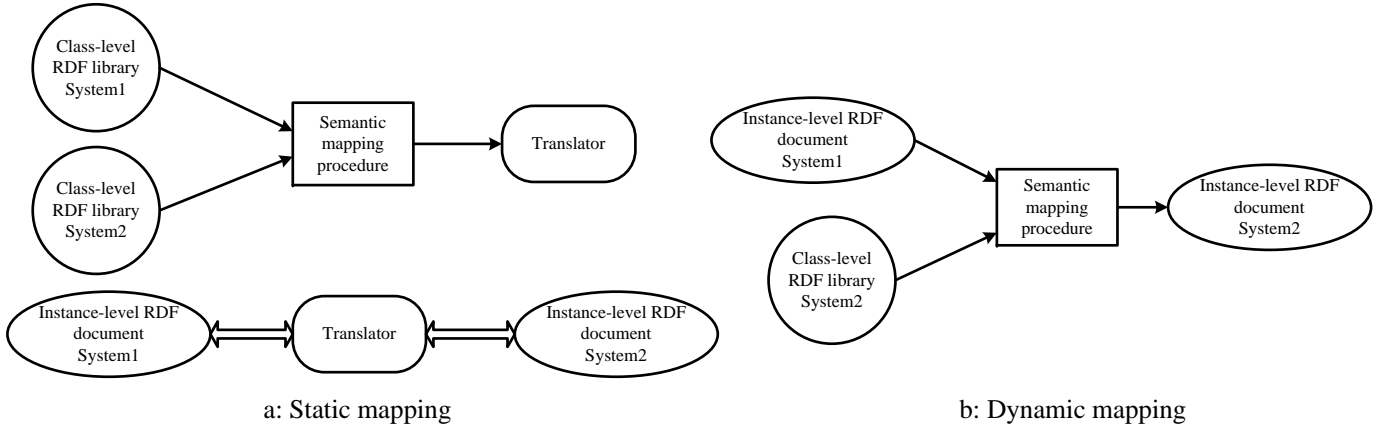 Class-level
RDF library
System1
Semantic
mapping
procedure
Translator
Class-level
RDF library
System2
Instance-level RDF
document
System1
Translator
Instance-level RDF
document
System2
a: Static mapping
Instance-level RDF
document
System1
Semantic
mapping
procedure
Instance-level RDF
document
System2
Class-level
RDF library
System2
b: Dynamic mapping